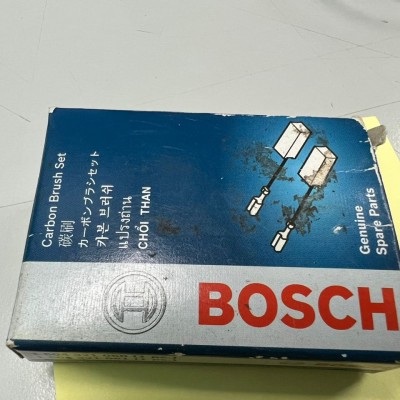 Carbon Brush Set
碳刷
カーボンブラシセット
카본 브러쉬
แปรงถ่าน
CHỔI THAN
Genuine
Spare Parts
BOSCH